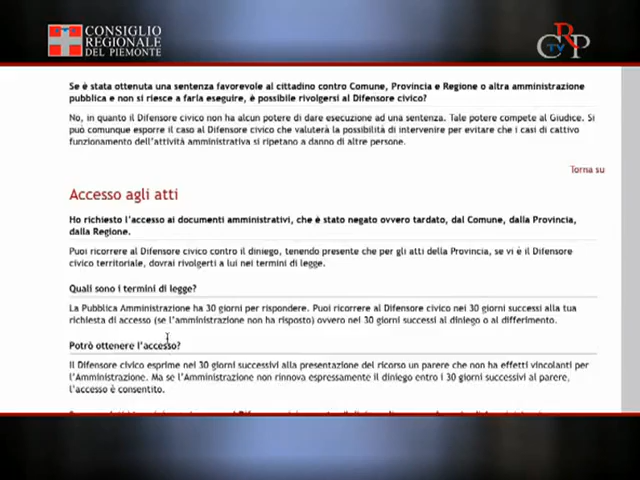 CONSIGLIO
REGIONALE
DEL PIEMONTE
CRP
TV
Se è stata ottenuta una sentenza favorevole al cittadino contro Comune, Provincia e Regione o altra amministrazione
pubblica e non si riesce a farla eseguire, è possibile rivolgersi al Difensore civico?
No, in quanto il Difensore civico non ha alcun potere di dare esecuzione ad una sentenza. Tale potere compete al Giudice. Si
può comunque esporre il caso al Difensore civico che valuterà la possibilità di intervenire per evitare che i casi di cattivo
funzionamento dell'attività amministrativa si ripetano a danno di altre persone.
Torna su
Accesso agli atti
Ho richiesto l'accesso ai documenti amministrativi, che è stato negato ovvero tardato, dal Comune, dalla Provincia,
dalla Regione.
Puoi ricorrere al Difensore civico contro il diniego, tenendo presente che per gli atti della Provincia, se vi è il Difensore
civico territoriale, dovrai rivolgerti a lui nei termini di legge.
Quali sono i termini di legge?
La Pubblica Amministrazione ha 30 giorni per rispondere. Puoi ricorrere al Difensore civico nei 30 giorni successivi alla tua
richiesta di accesso (se l'amministrazione non ha risposto) ovvero nei 30 giorni successivi al diniego o al differimento.
Potrò ottenere l'accesso?
Il Difensore civico esprime nei 30 giorni successivi alla presentazione del ricorso un parere che non ha effetti vincolanti per
l'Amministrazione. Ma se l'Amministrazione non rinnova espressamente il diniego entro i 30 giorni successivi al parere,
l'accesso è consentito.